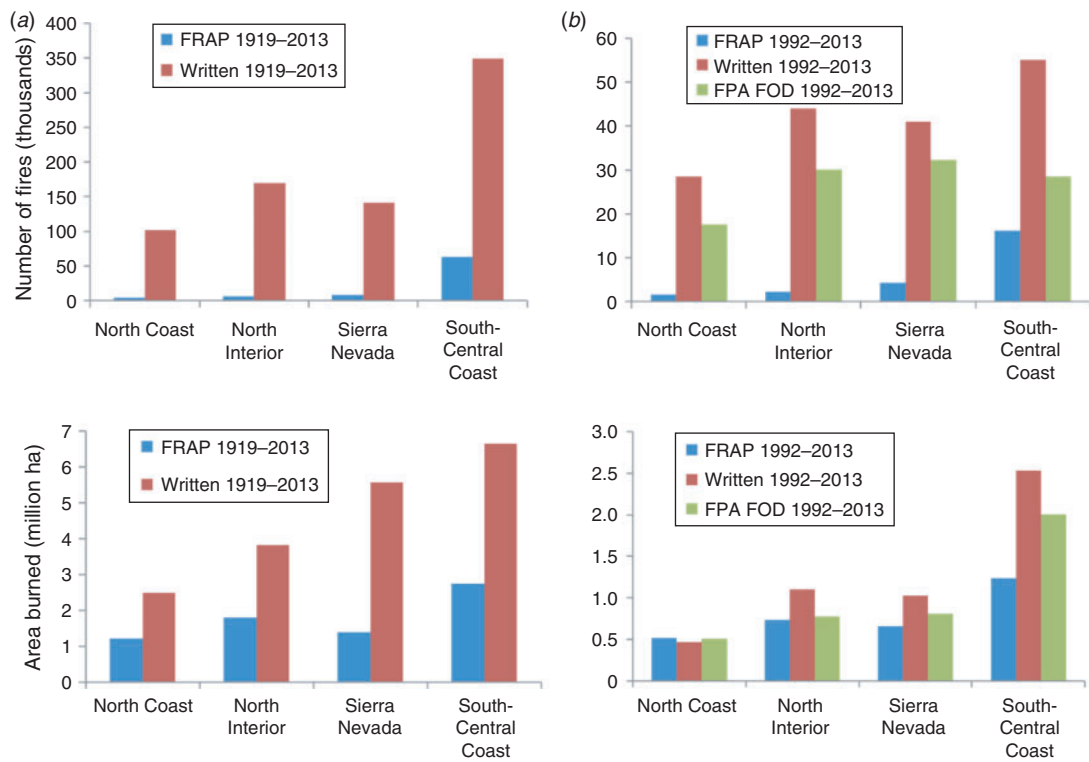 (a)
Number of fires (thousands)
400
350
300
250
200
150
100
50
0
FRAP 1919–2013
Written 1919–2013
North Coast
North
Interior
Sierra
Nevada
South-
Central
Coast
(b)
60
50
40
30
20
10
0
FRAP 1992–2013
Written 1992–2013
FPA FOD 1992–2013
North Coast
North
Interior
Sierra
Nevada
South-
Central
Coast
Area burned (million ha)
7
6
5
4
3
2
1
0
FRAP 1919–2013
Written 1919–2013
North Coast
North
Interior
Sierra
Nevada
South-
Central
Coast
3.0
2.5
2.0
1.5
1.0
0.5
0
FRAP 1992–2013
Written 1992–2013
FPA FOD 1992–2013
North Coast
North
Interior
Sierra
Nevada
South-
Central
Coast